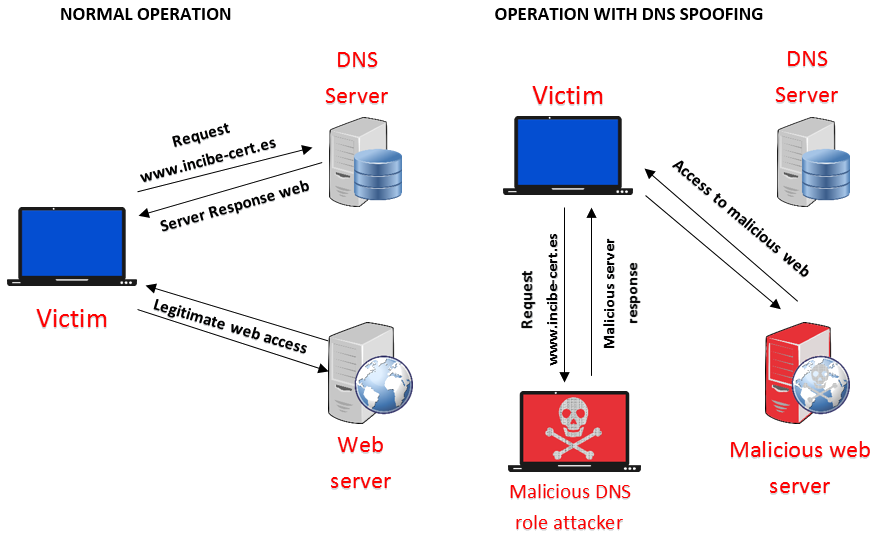 NORMAL OPERATION
DNS
Server
Request
www.incibe-cert.es
Server Response web
Victim
Legitimate web access
Web
server
OPERATION WITH DNS SPOOFING
Victim
DNS
Server
Access to malicious web
Request
www.incibe-cert.es
Malicious server
response
Malicious DNS
role attacker
Malicious web
server